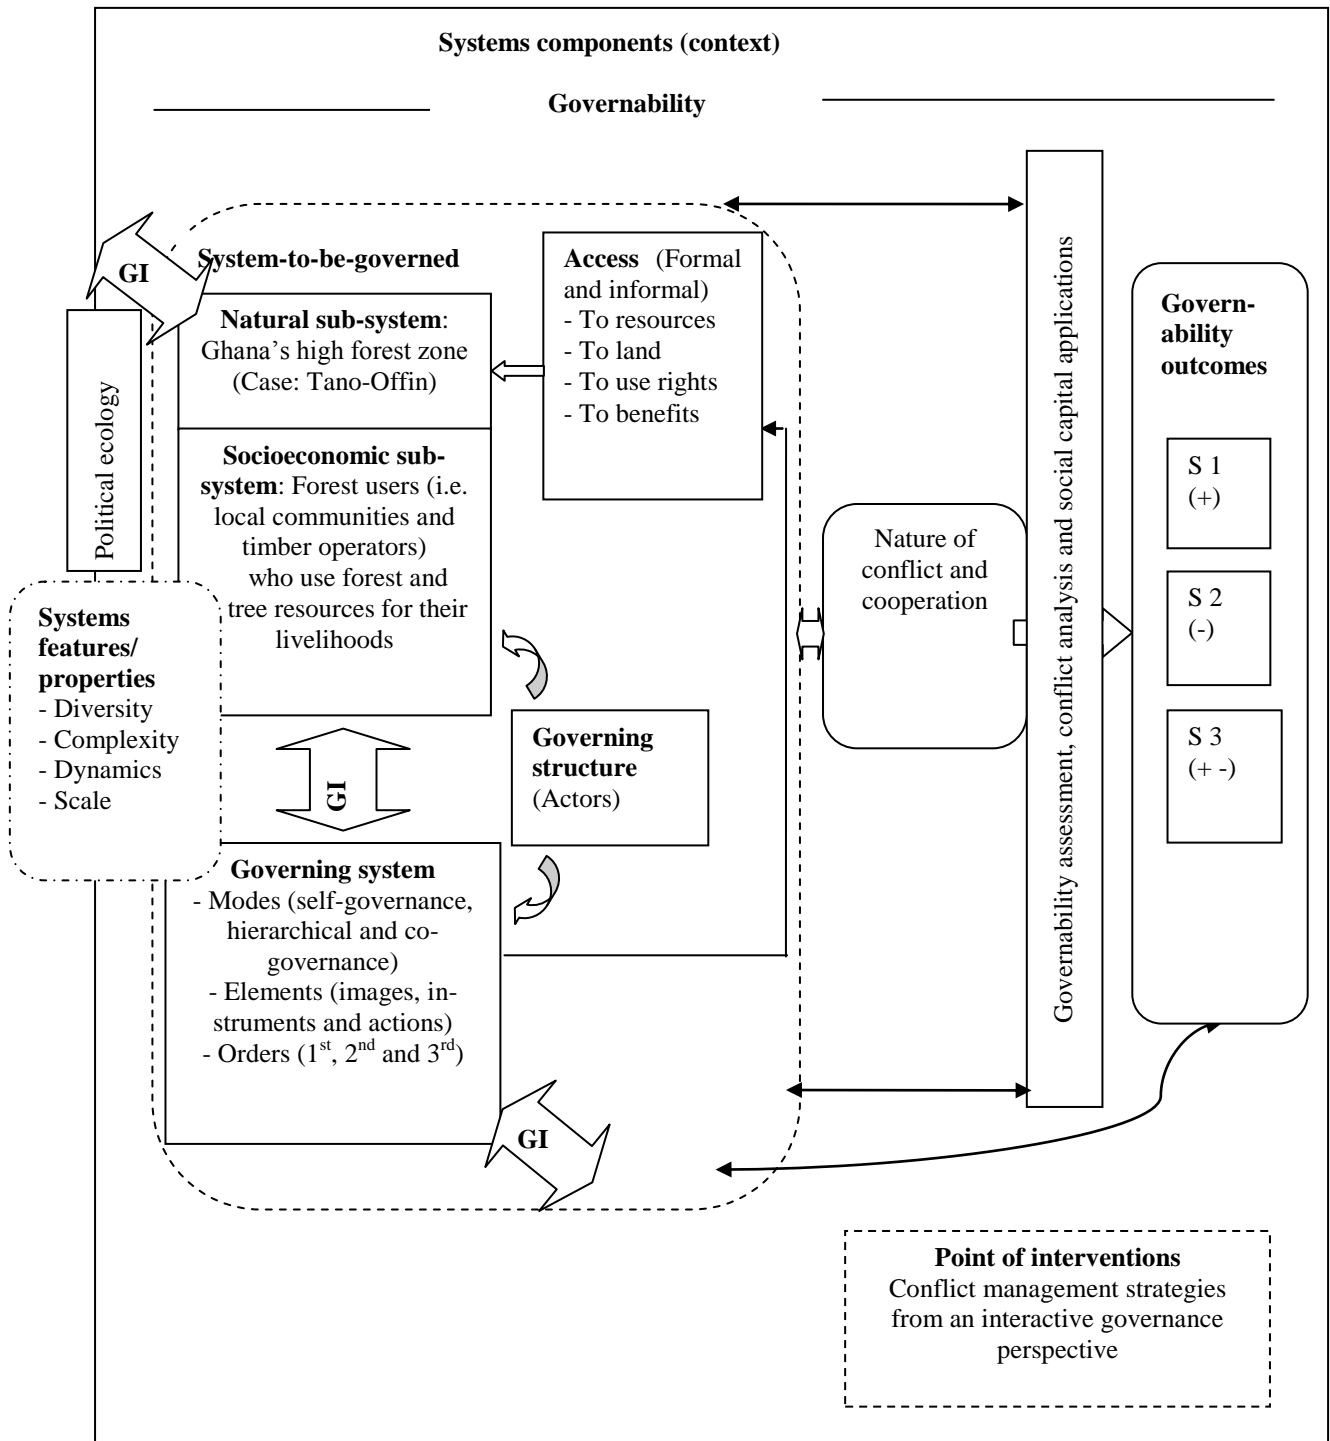 Systems components (context)
Governability
GI
System-to-be-governed
Natural sub-system:
Ghana’s high forest zone
(Case: Tano-Offin)
Socioeconomic sub-
system: Forest users (i.e.
local communities and
timber operators)
who use forest and
tree resources for their
livelihoods
Access (Formal
and informal)
- To resources
- To land
- To use rights
- To benefits
Political ecology
Systems
features/
properties
- Diversity
- Complexity
- Dynamics
- Scale
GI
Governing
structure
(Actors)
Governing system
- Modes (self-governance,
hierarchical and co-
governance)
- Elements (images, in-
struments and actions)
- Orders (1st, 2nd and 3rd)
GI
Nature of
conflict and
cooperation
Governability assessment, conflict analysis and social capital applications
Govern-
ability
outcomes
S 1
(+)
S 2
(-)
S 3
(+ -)
Point of interventions
Conflict management strategies
from an interactive governance
perspective